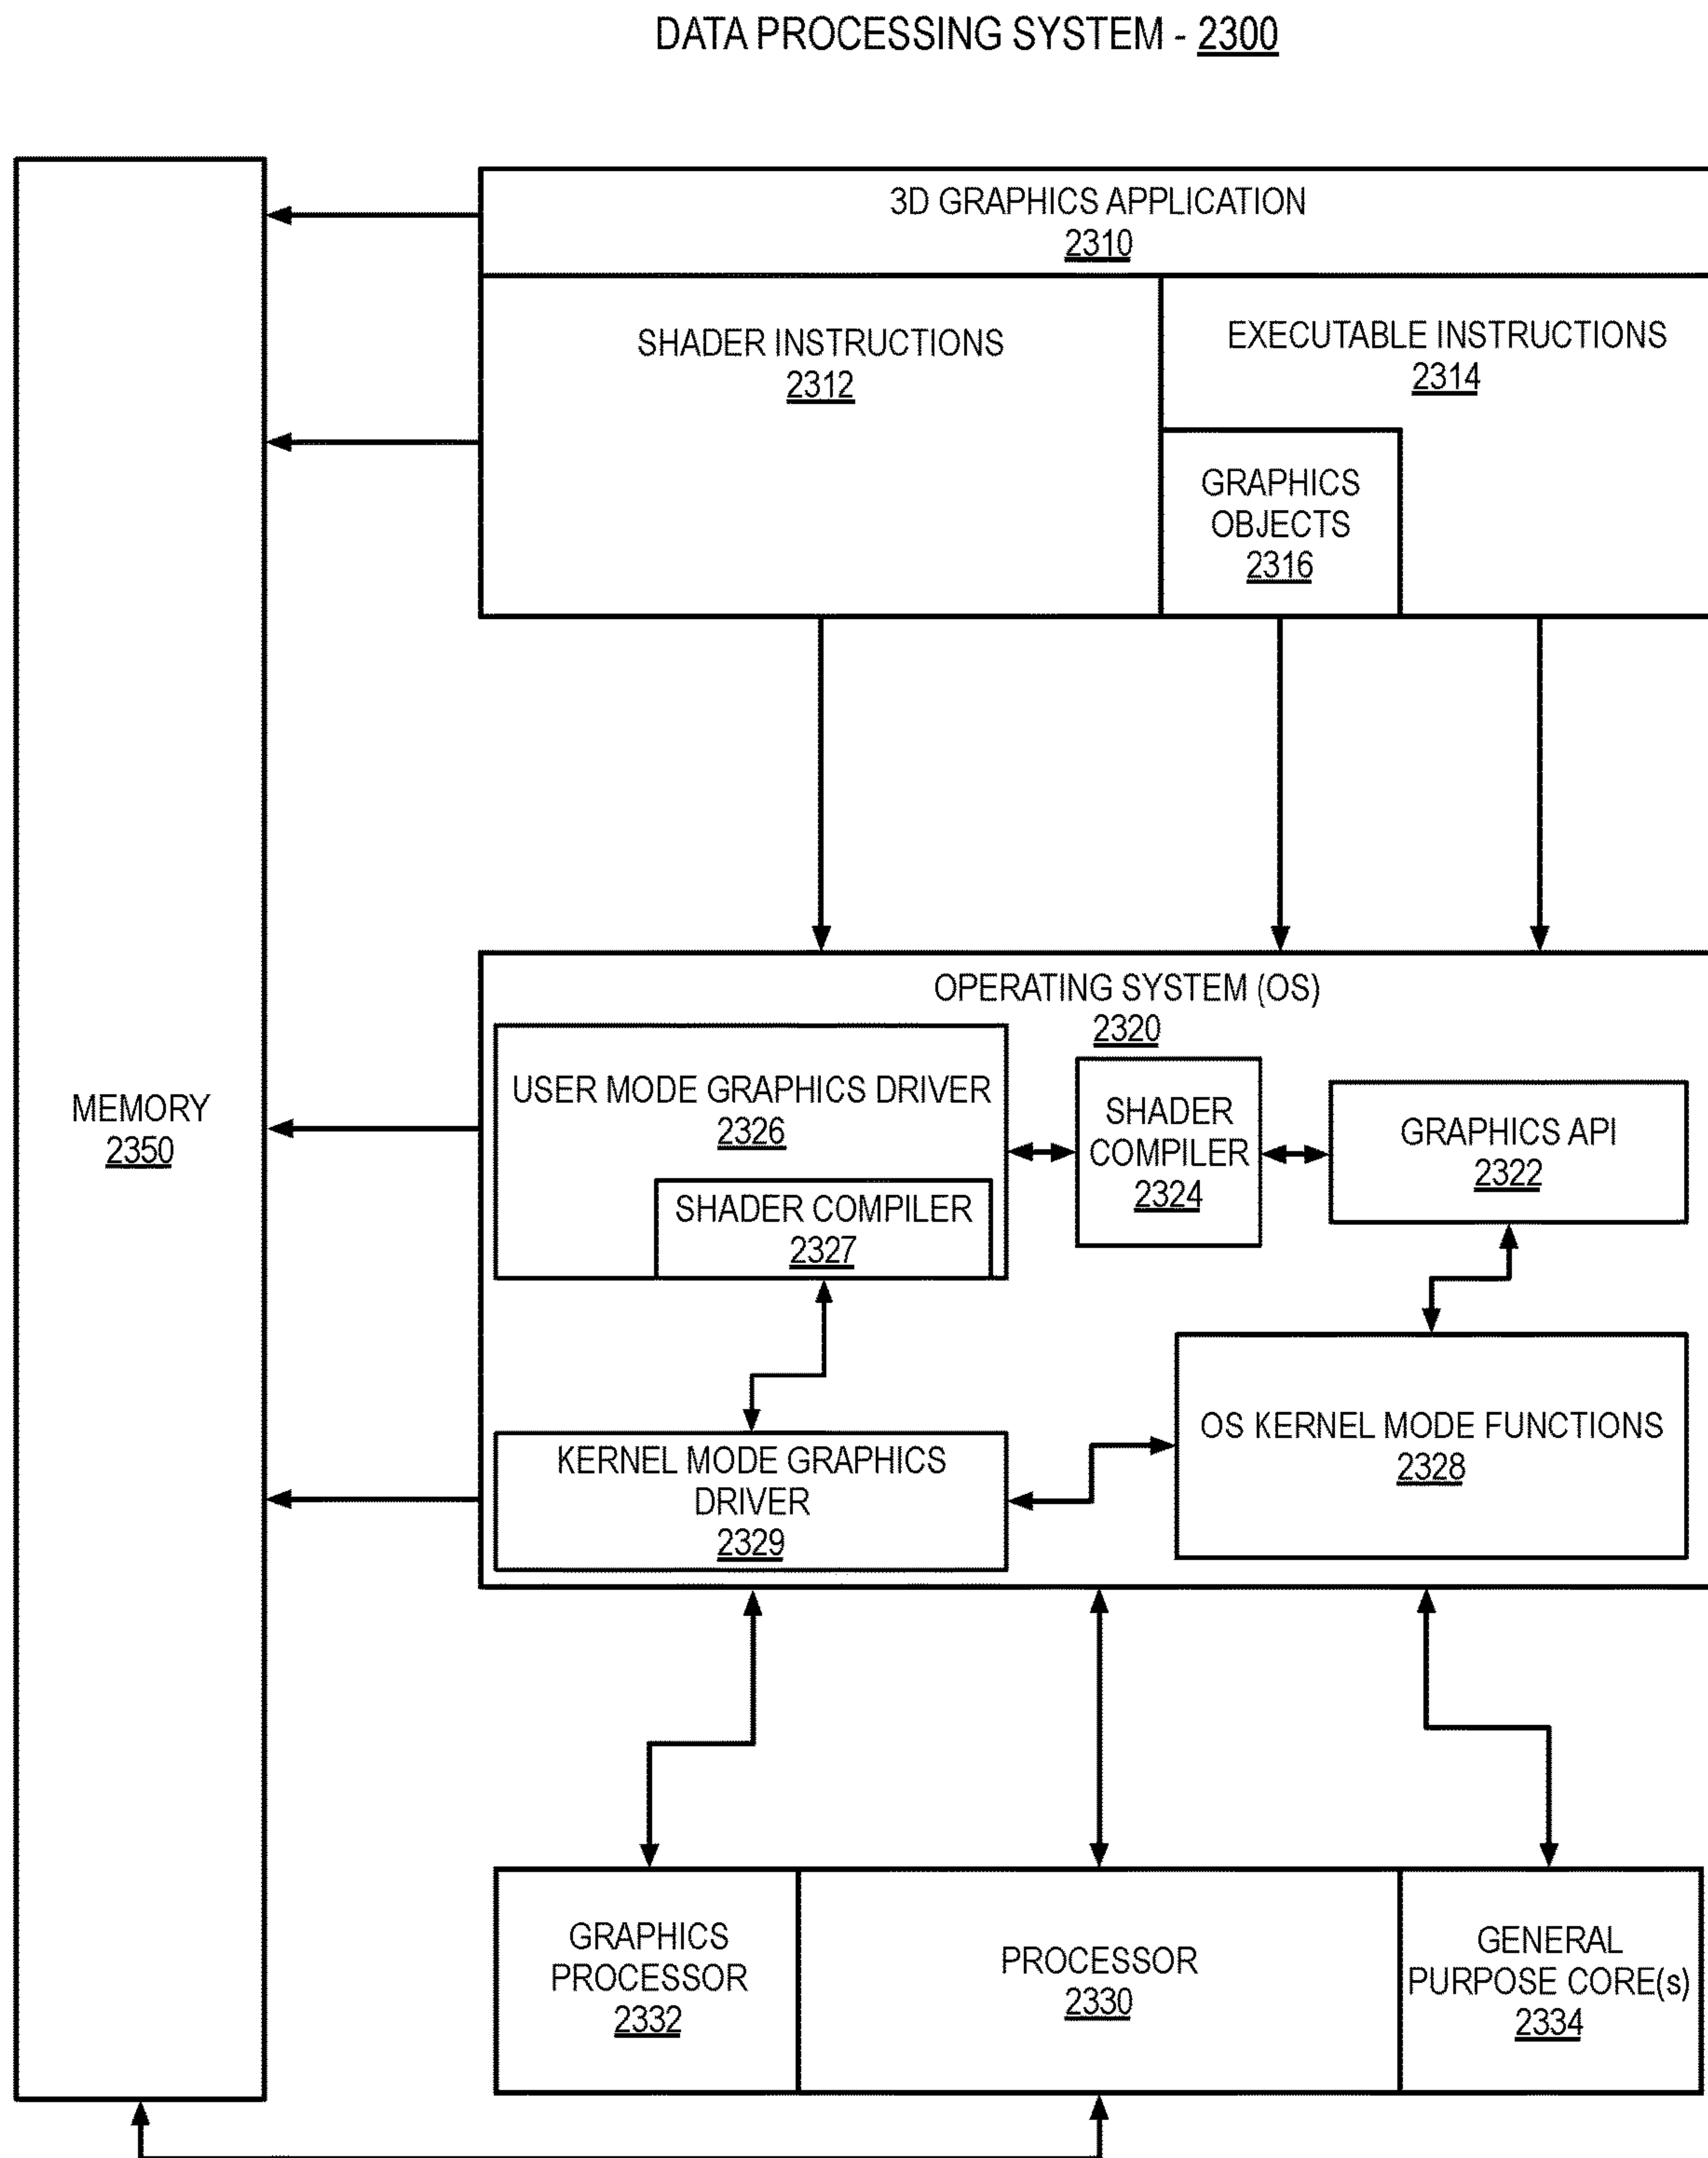 DATA PROCESSING SYSTEM - 2300
3D GRAPHICS APPLICATION
2310
SHADER INSTRUCTIONS
2312
EXECUTABLE INSTRUCTIONS
2314
GRAPHICS
OBJECTS
2316
MEMORY
2350
OPERATING SYSTEM (OS)
2320
USER MODE GRAPHICS DRIVER
2326
SHADER COMPILER
2327
SHADER
COMPILER
2324
GRAPHICS API
2322
KERNEL MODE GRAPHICS
DRIVER
2329
OS KERNEL MODE FUNCTIONS
2328
GRAPHICS
PROCESSOR
2332
PROCESSOR
2330
GENERAL
PURPOSE CORE(s)
2334